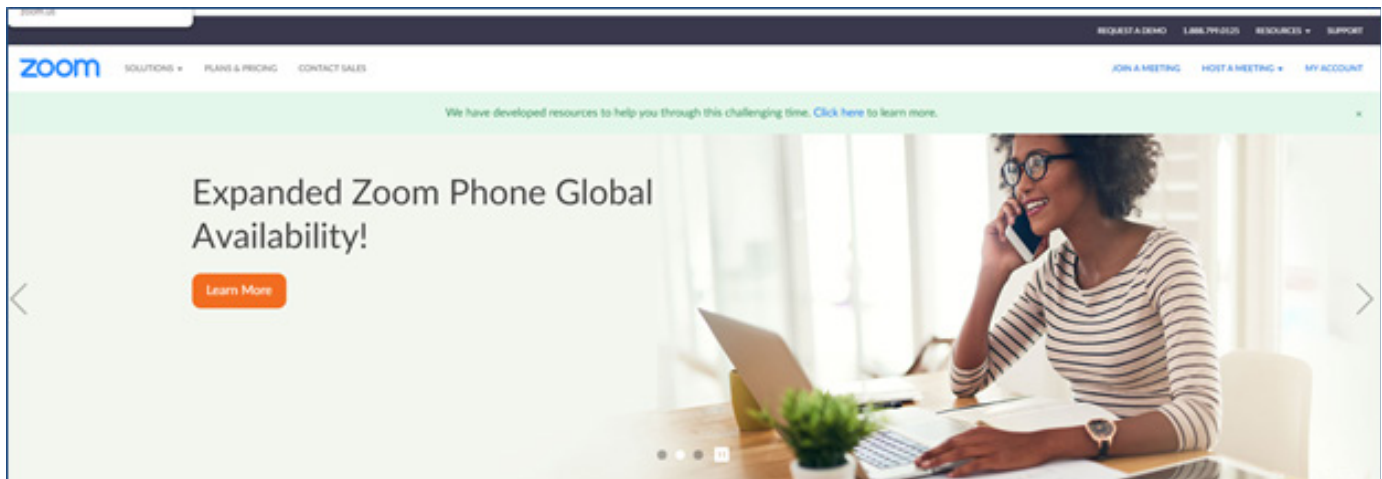 zoom.us
REQUEST A DEMO 1.888.799.0125 RESOURCES SUPPORT
zoom SOLUTIONS PLANS & PRICING CONTACT SALES JOIN A MEETING HOST A MEETING MY ACCOUNT
We have developed resources to help you through this challenging time. Click here to learn more. ×
Expanded Zoom Phone Global
Availability!
Learn More